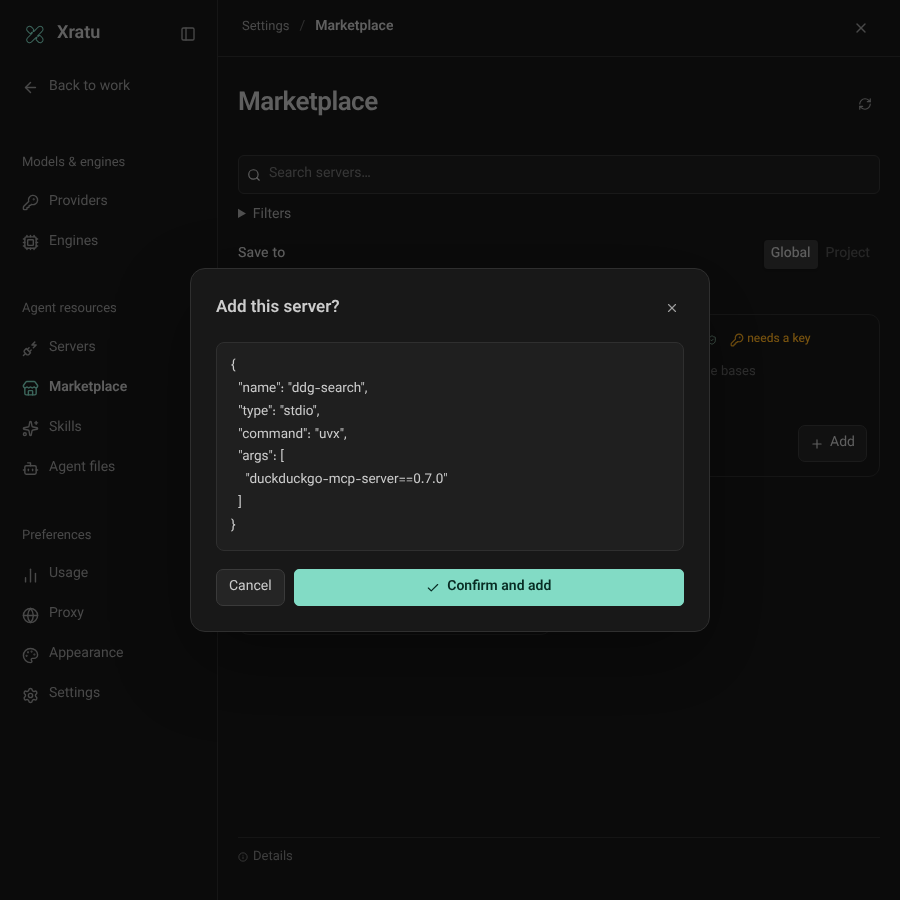 Xratu
Settings / Marketplace
Back to work
Marketplace
Models & engines
Search servers...
Providers
Filters
Engines
Save to
Global
Project
Agent resources
Servers
Marketplace
Skills
Agent files
needs a key
e bases
Add
Add this server?
{
"name": "ddg-search",
"type": "stdio",
"command": "uvx",
"args": [
"duckduckgo-mcp-server==0.7.0"
]
}
Cancel
Confirm and add
Preferences
Usage
Proxy
Appearance
Settings
Details